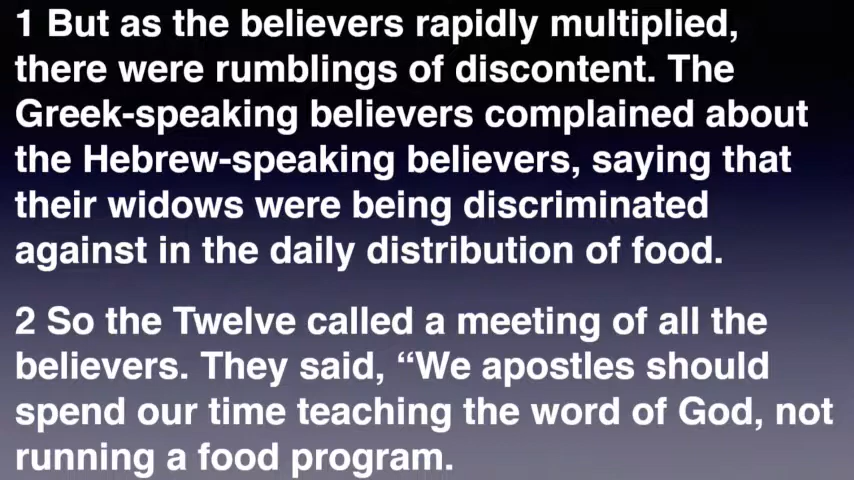 1 But as the believers rapidly multiplied,
there were rumblings of discontent. The
Greek-speaking believers complained about
the Hebrew-speaking believers, saying that
their widows were being discriminated
against in the daily distribution of food.
2 So the Twelve called a meeting of all the
believers. They said, “We apostles should
spend our time teaching the word of God, not
running a food program.